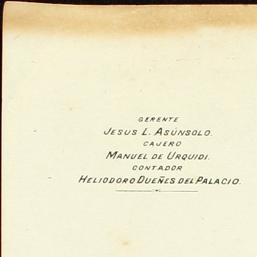 GERENTE
JESUS L. ASÚNSOLO.
CAJERO
MANUEL DE URQUIDI.
CONTADOR
HELIODORO DUEÑES DEL PALACIO.